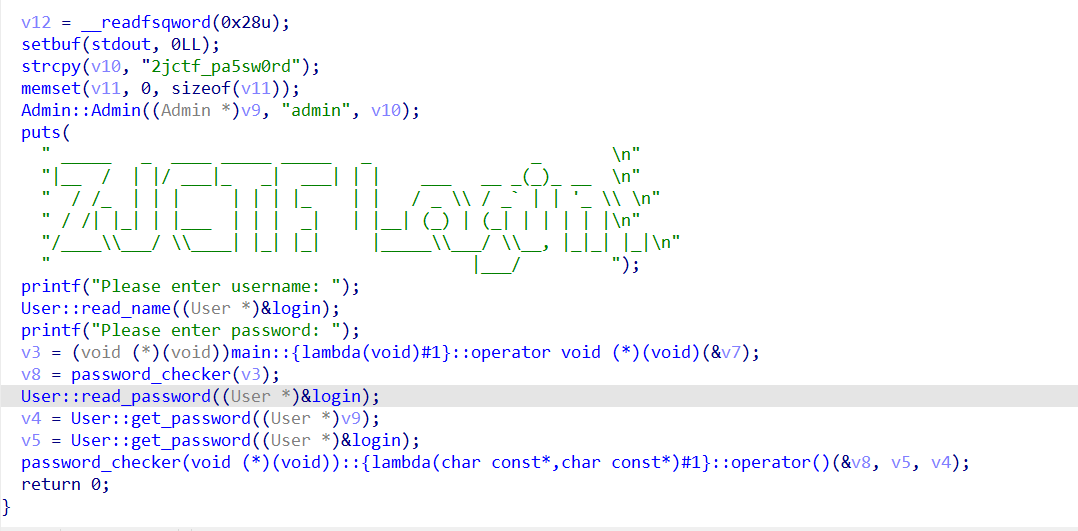 v12 = __readfsqword(0x28u);
setbuf(stdout, 0LL);
strcpy(v10, "2jctf_pa5sw0rd");
memset(v11, 0, sizeof(v11));
Admin::Admin((Admin *)v9, "admin", v10);
puts(
" _____   _  ____ _____ _____   _                _        \n"
"|__  /  | |/ ___|_   _|  ___| | |    ___   __ _(_)_ __  \n"
"  / /_  | | |     | | | |_    | |   / _ \\ / _` | | '_ \\ \n"
" / /| |_| | |___  | | |  _|   | |__| (_) | (_| | | | | |\n"
"/____\\___/ \\____| |_| |_|     |_____\\___/ \\__, |_|_| |_|\n"
"                                          |___/         ");
printf("Please enter username: ");
User::read_name((User *)&login);
printf("Please enter password: ");
v3 = (void (*)(void))main::{lambda(void)#1}::operator void (*)(void)(&v7);
v8 = password_checker(v3);
User::read_password((User *)&login);
v4 = User::get_password((User *)v9);
v5 = User::get_password((User *)&login);
password_checker(void (*)(void))::{lambda(char const*,char const*)#1}::operator()(&v8, v5, v4);
return 0;
}